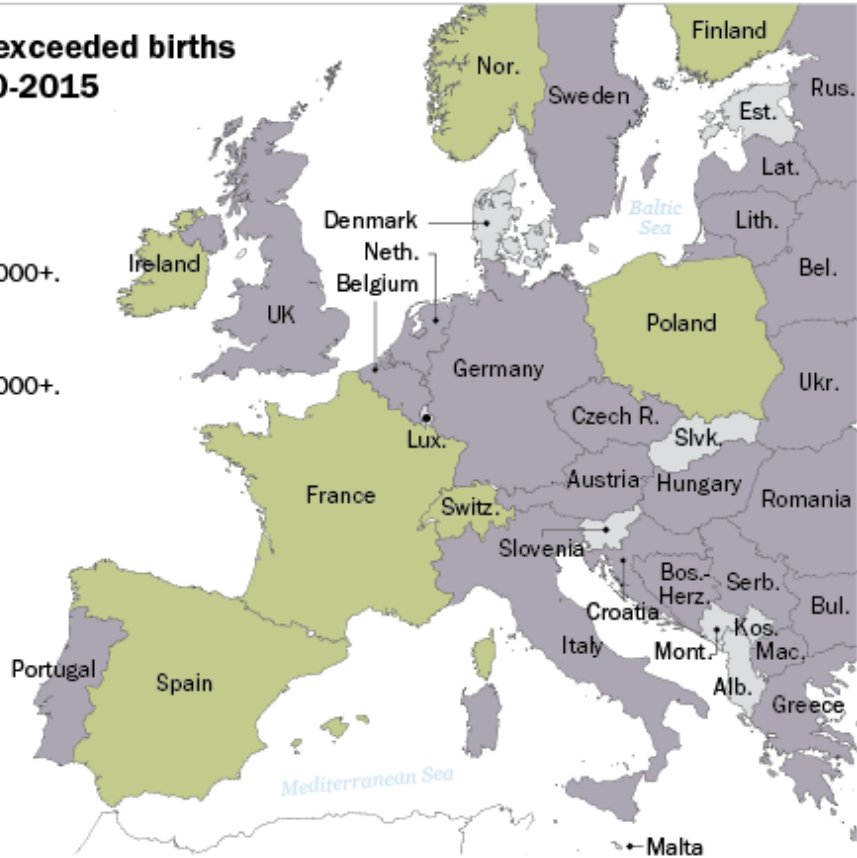 exceeded births
0-2015
000+.
000+.
Finland
Nor.
Sweden
Rus.
Est.
Lat.
Baltic
Sea
Lith.
Denmark
Neth.
Belgium
Ireland
UK
Bel.
Poland
Germany
Ukr.
Czech R.
Lux.
Slvk.
Austria
Hungary
France
Switz.
Romania
Slovenia
Bos.-
Herz.
Serb.
Croatia
Bul.
Kos.
Italy
Mont.
Mac.
Portugal
Spain
Alb.
Greece
Mediterranean Sea
Malta